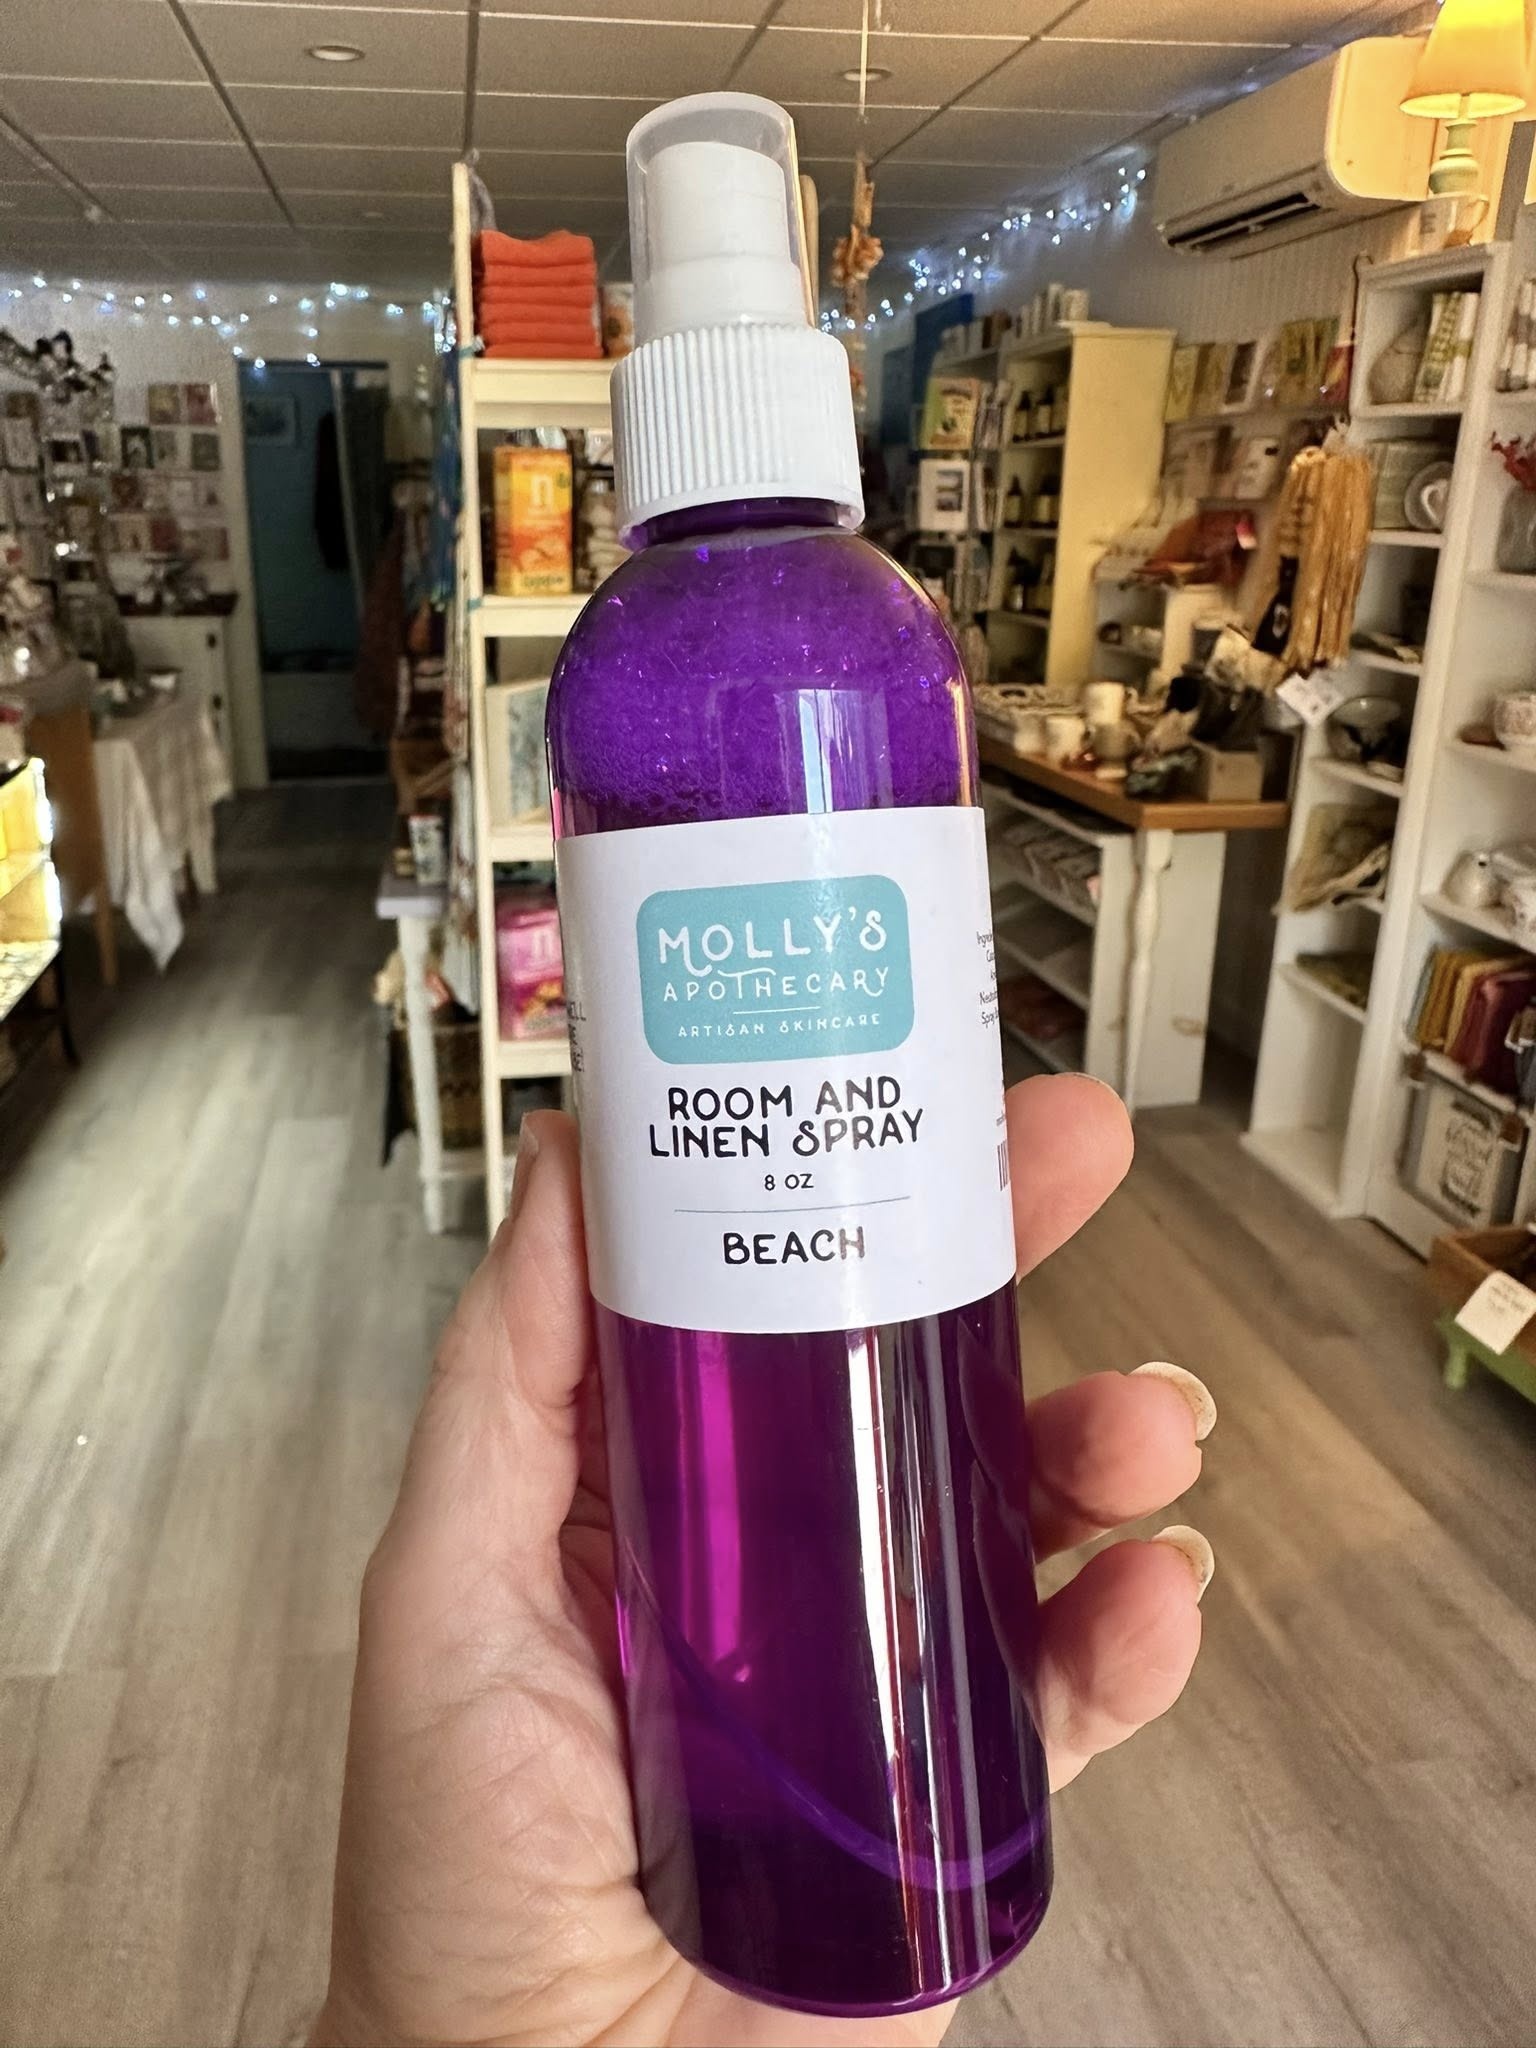 MOLLY'S
APOTHECARY
ARTISAN SKINCARE
ROOM AND
LINEN SPRAY
8 OZ
BEACH